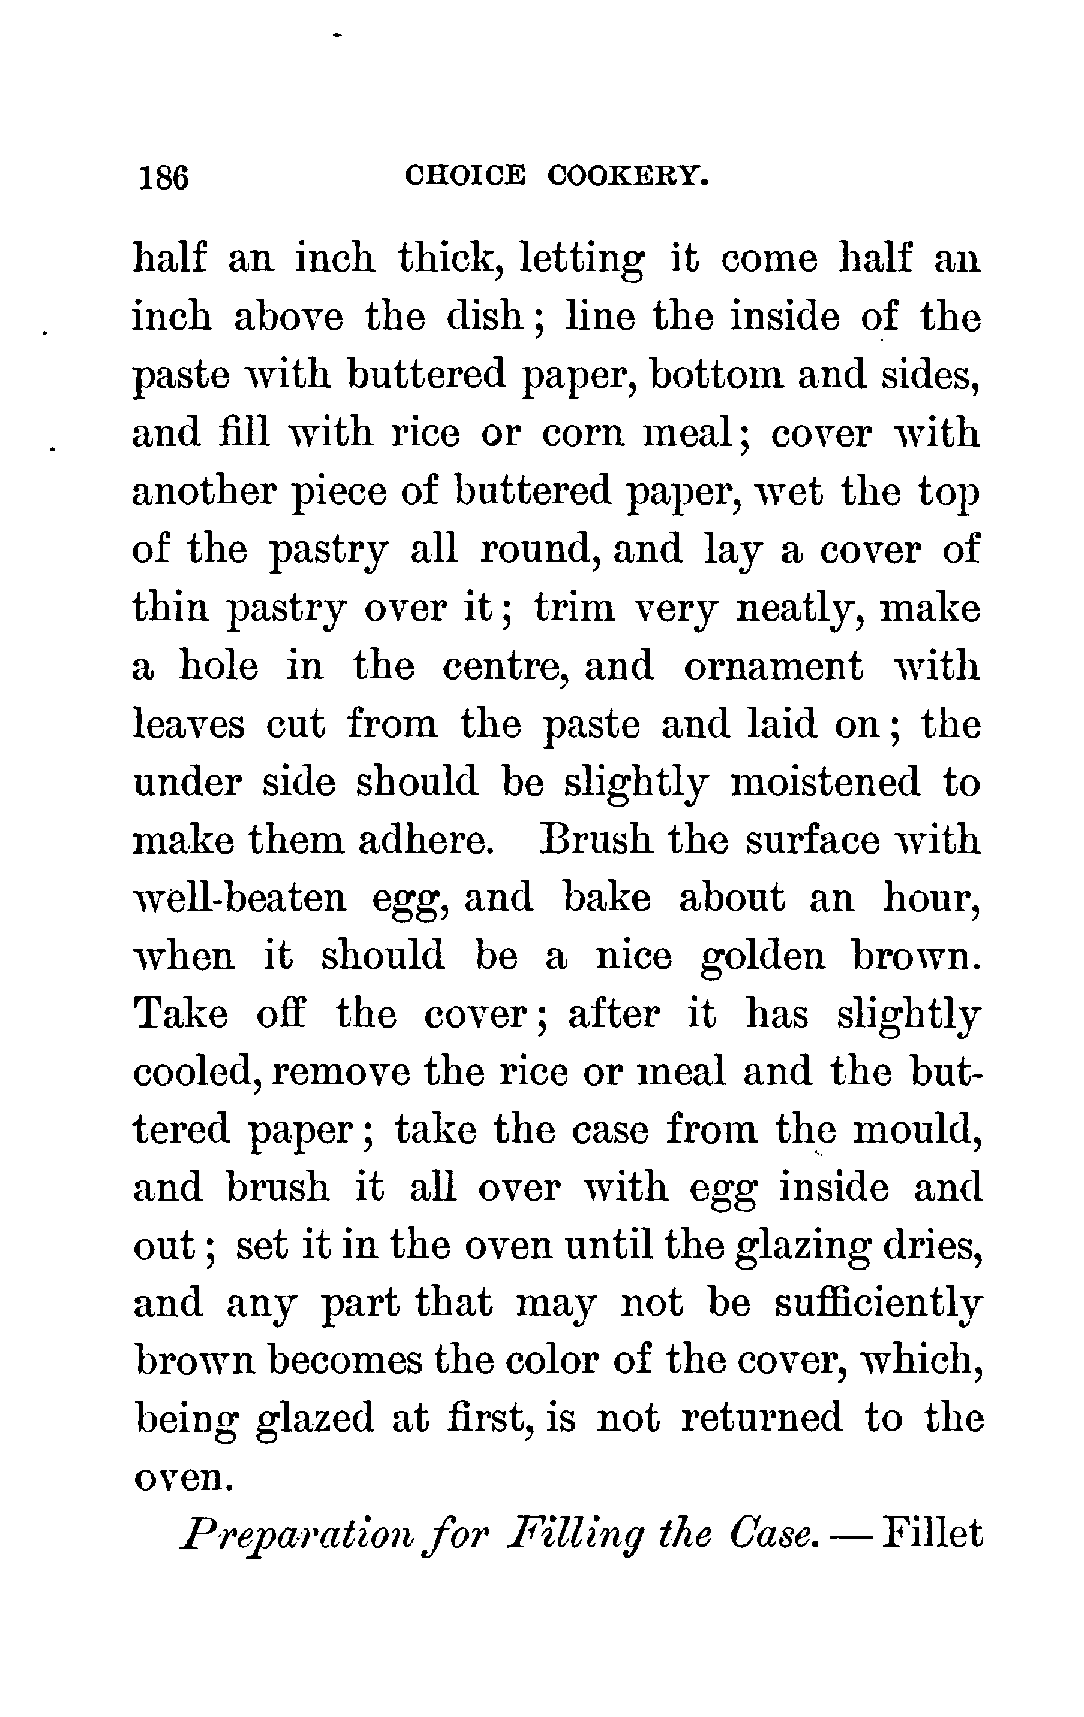 186 CHOICE COOKERY.
half an inch thick, letting it come half an
inch above the dish; line the inside of the
paste with buttered paper, bottom and sides,
and fill with rice or corn meal; cover with
another piece of buttered paper, wet the top
of the pastry all round, and lay a cover of
thin pastry over it; trim very neatly, make
a hole in the centre, and ornament with
leaves cut from the paste and laid on; the
under side should be slightly moistened to
make them adhere. Brush the surface with
well-beaten egg, and bake about an hour,
when it should be a nice golden brown.
Take off the cover; after it has slightly
cooled, remove the rice or meal and the but-
tered paper; take the case from the mould,
and brush it all over with egg inside and
out; set it in the oven until the glazing dries,
and any part that may not be sufficiently
brown becomes the color of the cover, which,
being glazed at first, is not returned to the
oven.
Preparation for Filling the Case. — Fillet